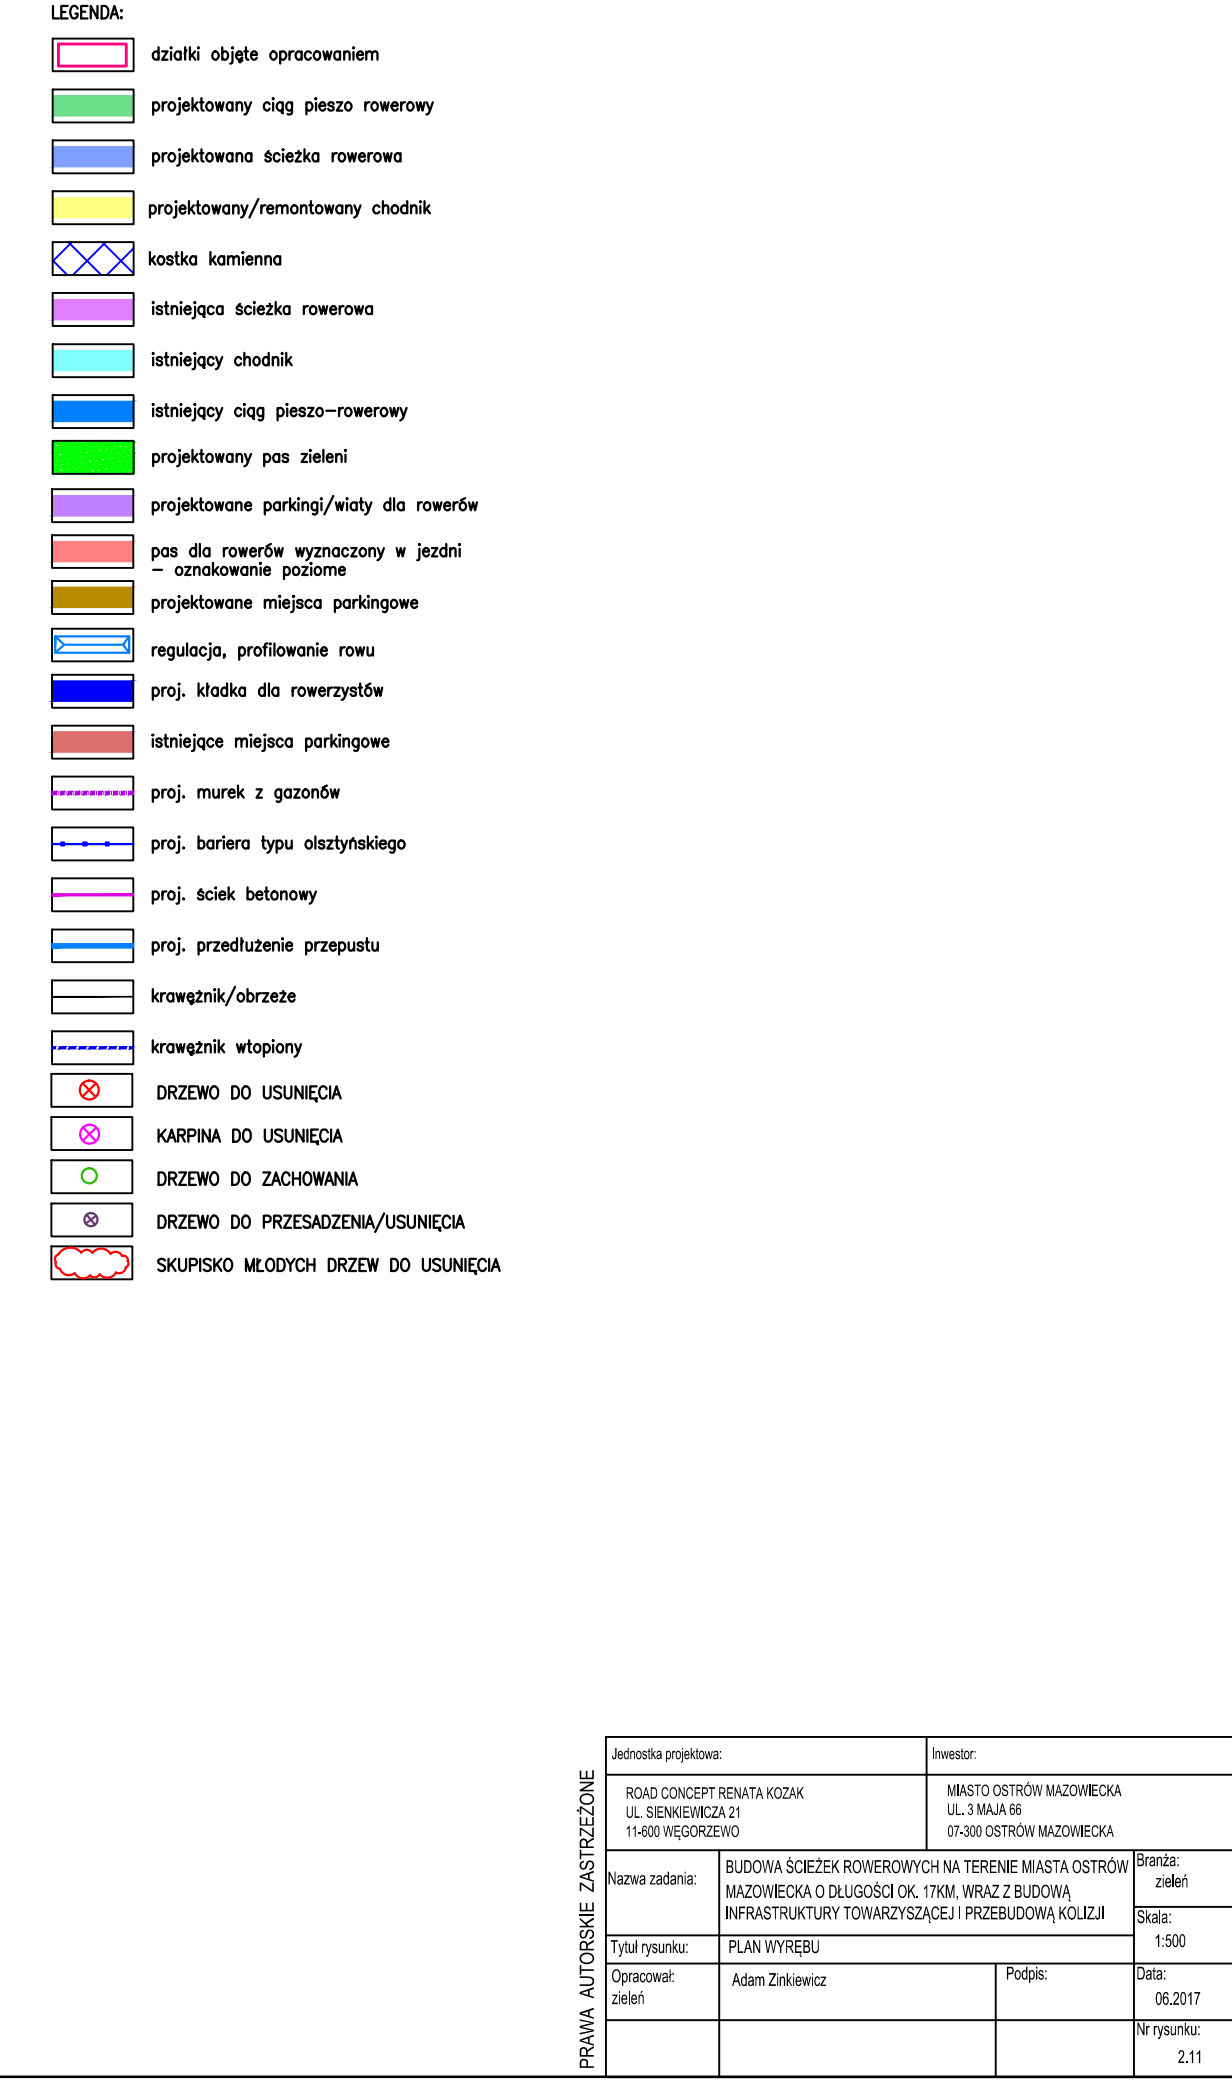 LEGENDA:
działki objęte opracowaniem
projektowany ciąg pieszo rowerowy
projektowana ścieżka rowerowa
projektowany/remontowany chodnik
kostka kamienna
istniejąca ścieżka rowerowa
istniejący chodnik
istniejący ciąg pieszo-rowerowy
projektowany pas zieleni
projektowane parkingi/wiaty dla rowerów
pas dla rowerów wyznaczony w jezdni
- oznakowanie poziome
projektowane miejsca parkingowe
regulacja, profilowanie rowu
proj. kładka dla rowerzystów
istniejące miejsca parkingowe
proj. murek z gazonów
proj. bariera typu olsztyńskiego
proj. ściek betonowy
proj. przedłużenie przepustu
krawężnik/obrzeże
krawężnik wtopiony
DRZEWO DO USUNIĘCIA
KARPINA DO USUNIĘCIA
DRZEWO DO ZACHOWANIA
DRZEWO DO PRZESADZENIA/USUNIĘCIA
SKUPISKO MŁODYCH DRZEW DO USUNIĘCIA
PRAWA AUTORSKIE ZASTRZEŻONE
Jednostka projektowa:
ROAD CONCEPT RENATA KOZAK
UL. SIENKIEWICZA 21
11-600 WĘGORZEWO
Inwestor:
MIASTO OSTRÓW MAZOWIECKA
UL. 3 MAJA 66
07-300 OSTRÓW MAZOWIECKA
Nazwa zadania:
BUDOWA ŚCIEŻEK ROWEROWYCH NA TERENIE MIASTA OSTRÓW
MAZOWIECKA O DŁUGOŚCI OK. 17KM, WRAZ Z BUDOWĄ
INFRASTRUKTURY TOWARZYSZĄCEJ I PRZEBUDOWĄ KOLIZJI
Branża:
zieleń
Skala:
1:500
Tytuł rysunku:
PLAN WYRĘBU
Opracował:
zieleń
Adam Zinkiewicz
Podpis:
Data:
06.2017
Nr rysunku:
2.11